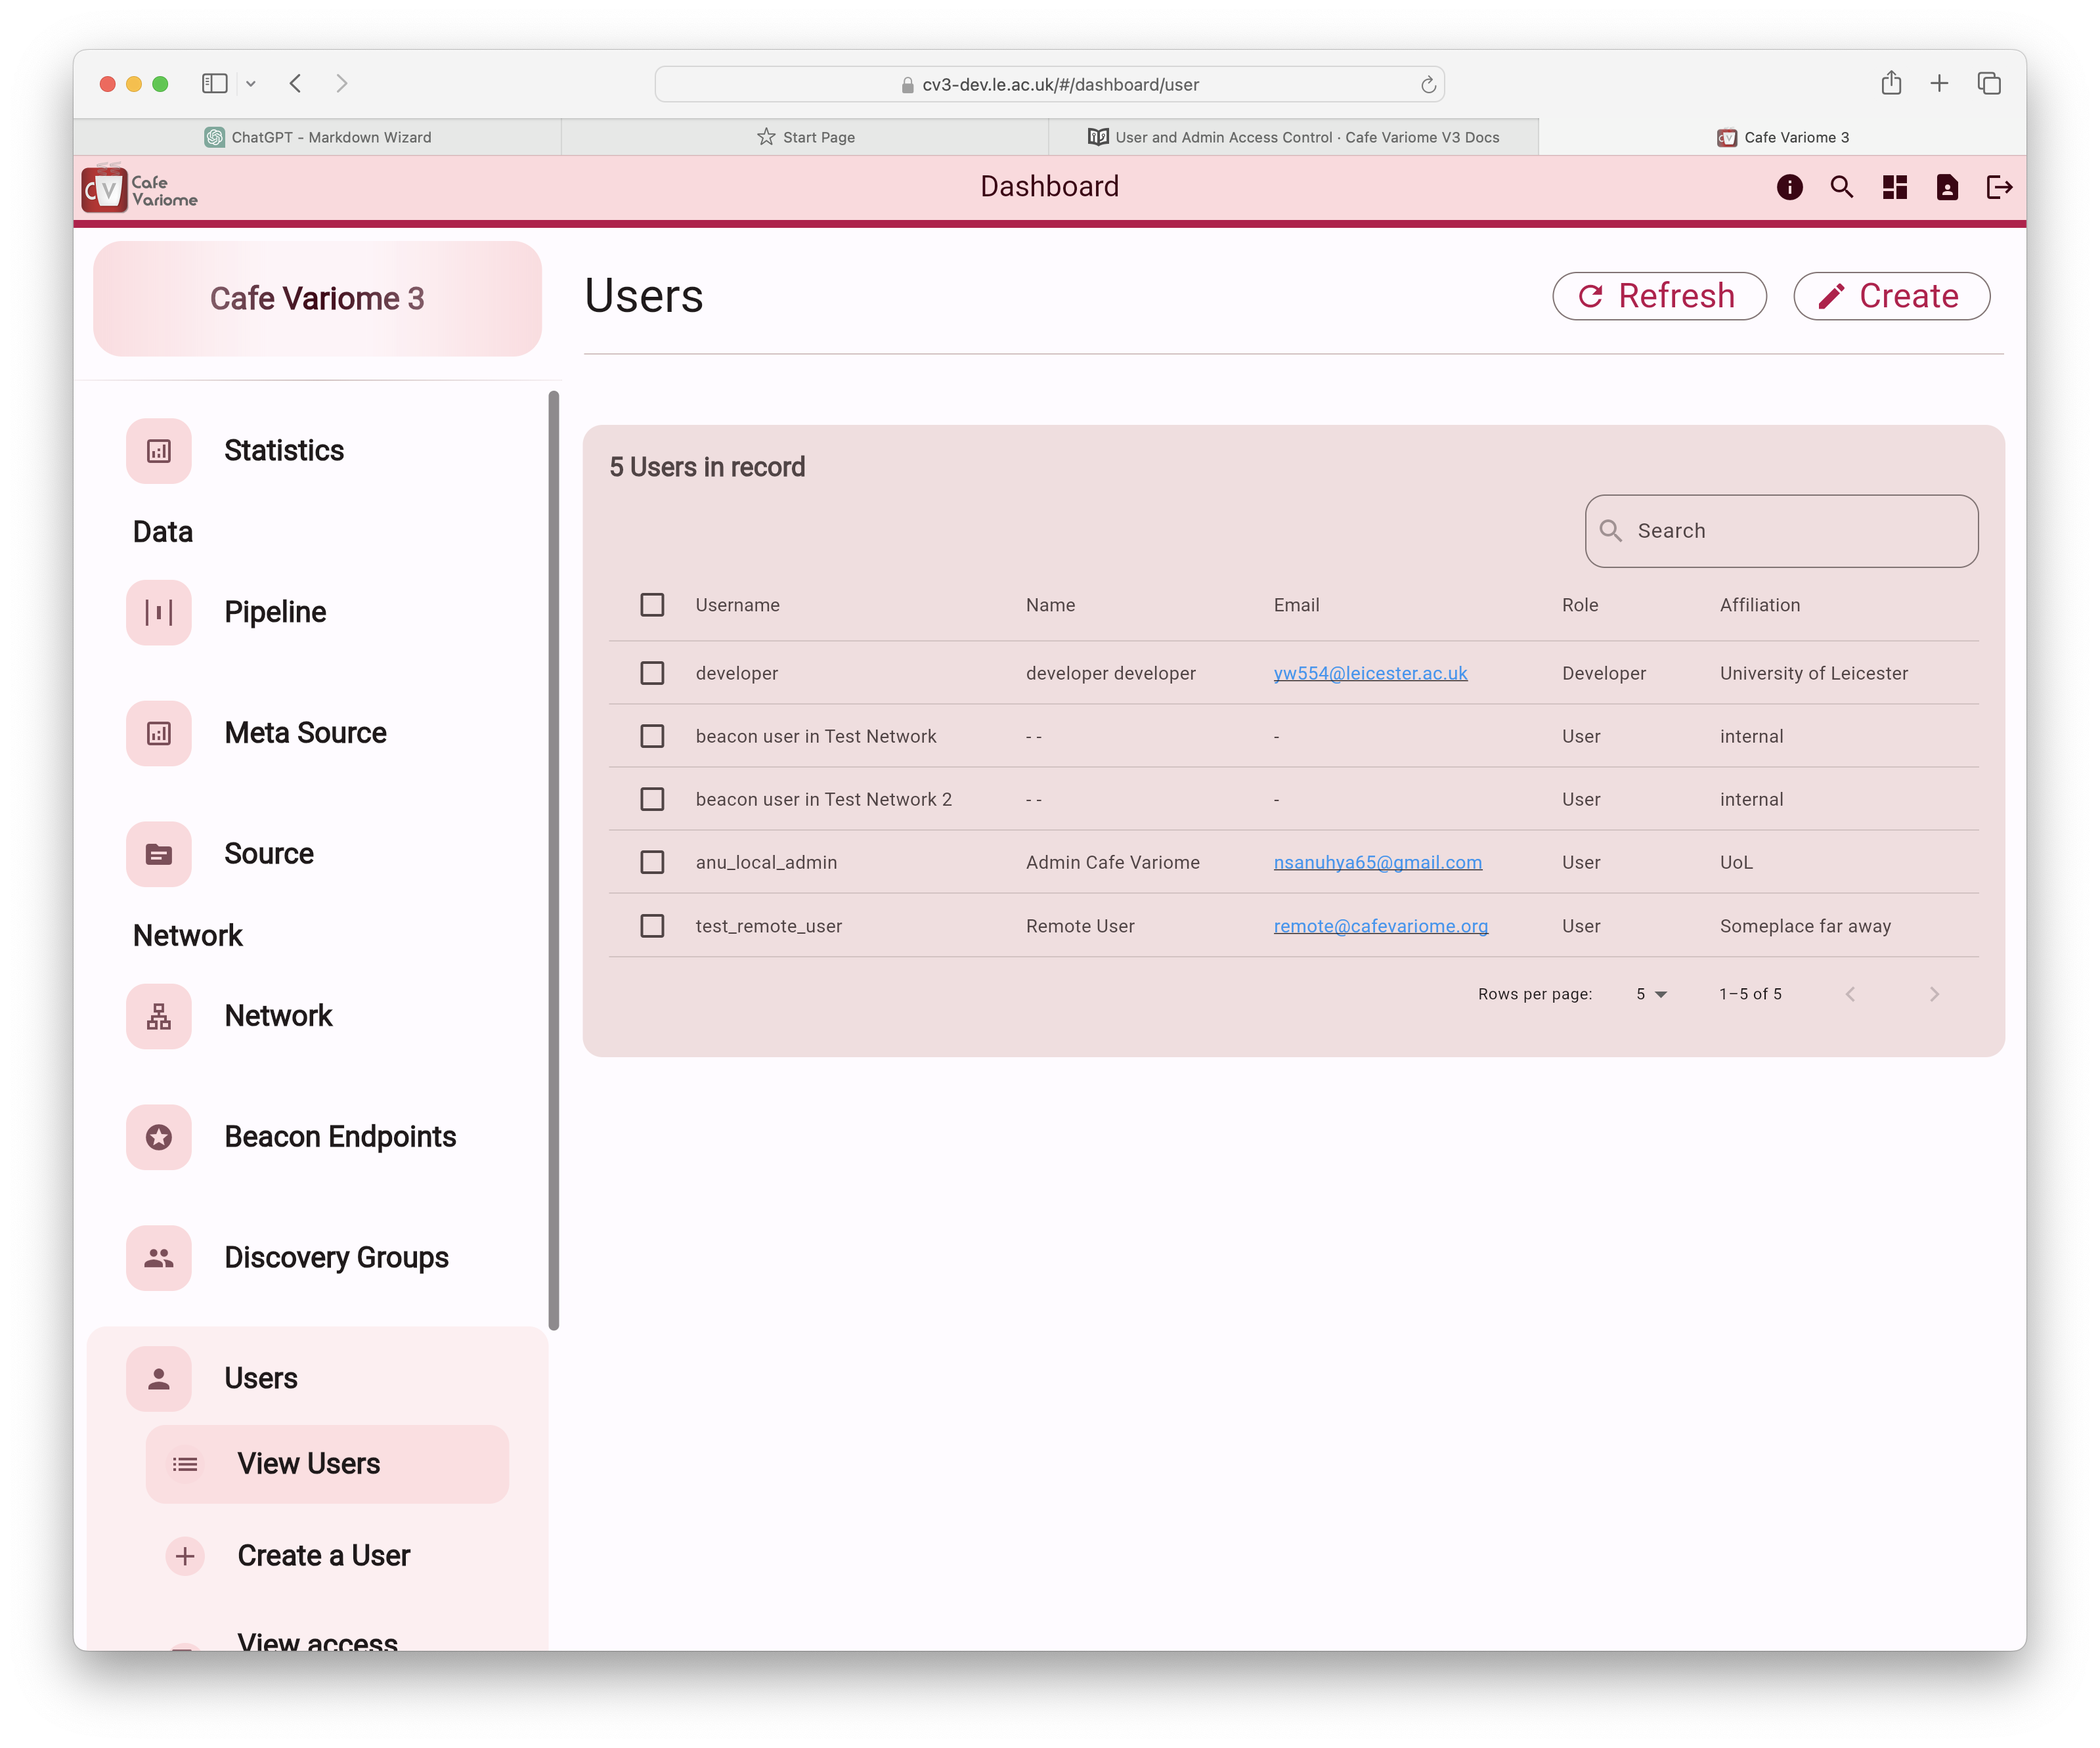 cv3-dev.le.ac.uk/#/dashboard/user
ChatGPT - Markdown Wizard
Start Page
User and Admin Access Control · Cafe Variome V3 Docs
Cafe Variome 3
CV Cafe Variome
Dashboard
Cafe Variome 3
Statistics
Data
Pipeline
Meta Source
Source
Network
Network
Beacon Endpoints
Discovery Groups
Users
View Users
Create a User
View access
Users
Refresh
Create
5 Users in record
Search
Username Name Email Role Affiliation
developer developer developer yw554@leicester.ac.uk Developer University of Leicester
beacon user in Test Network - - - User internal
beacon user in Test Network 2 - - - User internal
anu_local_admin Admin Cafe Variome nsanuhya65@gmail.com User UoL
test_remote_user Remote User remote@cafevariome.org User Someplace far away
Rows per page: 5 1–5 of 5